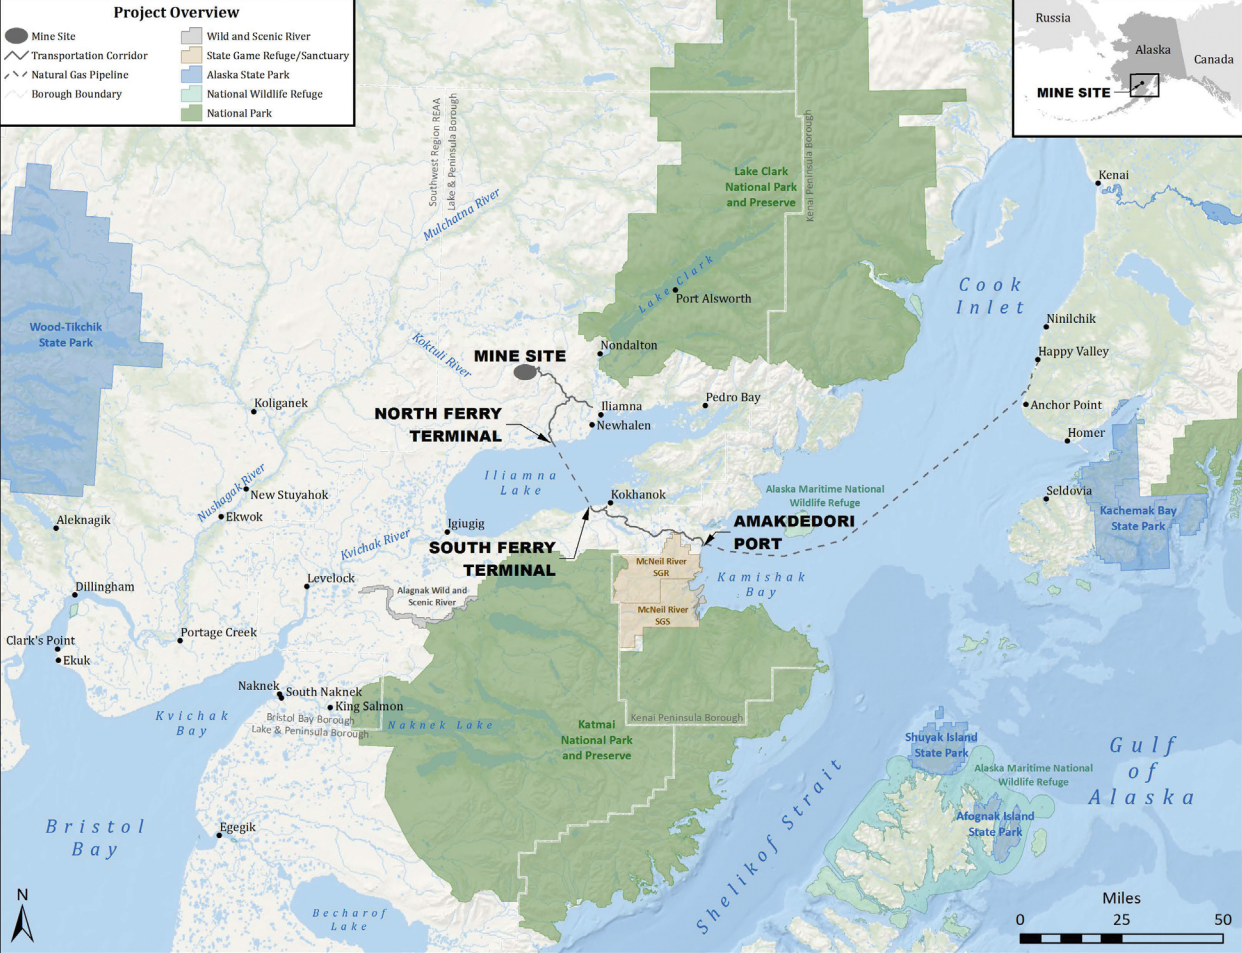 Project Overview
Mine Site
Transportation Corridor
Natural Gas Pipeline
Borough Boundary
Wild and Scenic River
State Game Refuge/Sanctuary
Alaska State Park
National Wildlife Refuge
National Park
Russia
Alaska
Canada
MINE SITE
Southwest Region REAA
Lake & Peninsula Borough
Mulchatna River
Lake Clark
National Park
and Preserve
Kenai Peninsula Borough
Kenai
Cook
Inlet
Lake Clark
Port Alsworth
Wood-Tikchik
State Park
Koktuli River
MINE SITE
Nondalton
Ninilchik
Happy Valley
Koliganek
NORTH FERRY
TERMINAL
Iliamna
Newhalen
Pedro Bay
Anchor Point
Homer
Iliamna
Lake
Nushagak River
New Stuyahok
Ekwok
Kokhanok
Alaska Maritime National
Wildlife Refuge
Seldovia
Kachemak Bay
State Park
Aleknagik
Igiugig
Kvichak River
SOUTH FERRY
TERMINAL
AMAKDEDORI
PORT
McNeil River
SGR
McNeil River
SGS
Kamishak
Bay
Levelock
Alagnak Wild and
Scenic River
Dillingham
Clark's Point
Ekuk
Portage Creek
Naknek
South Naknek
King Salmon
Bristol Bay Borough
Lake & Peninsula Borough
Kvichak
Bay
Naknek Lake
Katmai
National Park
and Preserve
Kenai Peninsula Borough
Shuyak Island
State Park
Alaska Maritime National
Wildlife Refuge
Gulf
of
Alaska
Afognak Island
State Park
Shelikof Strait
Bristol
Bay
Egegik
Becharof
Lake
N
Miles
0 25 50